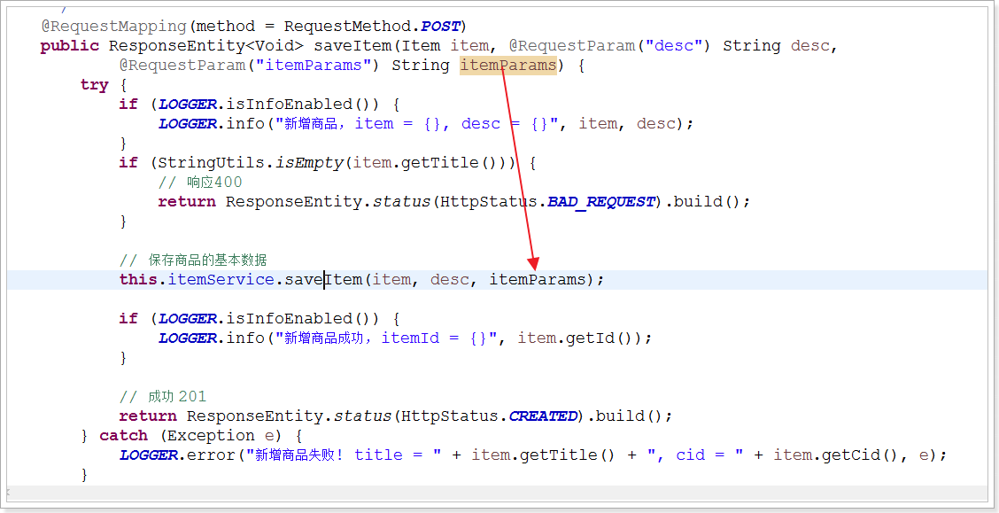 @RequestMapping(method = RequestMethod.POST)
public ResponseEntity<Void> saveItem(Item item, @RequestParam("desc") String desc,
@RequestParam("itemParams") String itemParams) {
try {
if (LOGGER.isInfoEnabled()) {
LOGGER.info("新增商品，item = {}, desc = {}", item, desc);
}
if (StringUtils.isEmpty(item.getTitle())) {
// 响应400
return ResponseEntity.status(HttpStatus.BAD_REQUEST).build();
}
// 保存商品的基本数据
this.itemService.saveItem(item, desc, itemParams);
if (LOGGER.isInfoEnabled()) {
LOGGER.info("新增商品成功，itemId = {}", item.getId());
}
// 成功 201
return ResponseEntity.status(HttpStatus.CREATED).build();
} catch (Exception e) {
LOGGER.error("新增商品失败！title = " + item.getTitle() + ", cid = " + item.getCid(), e);
}